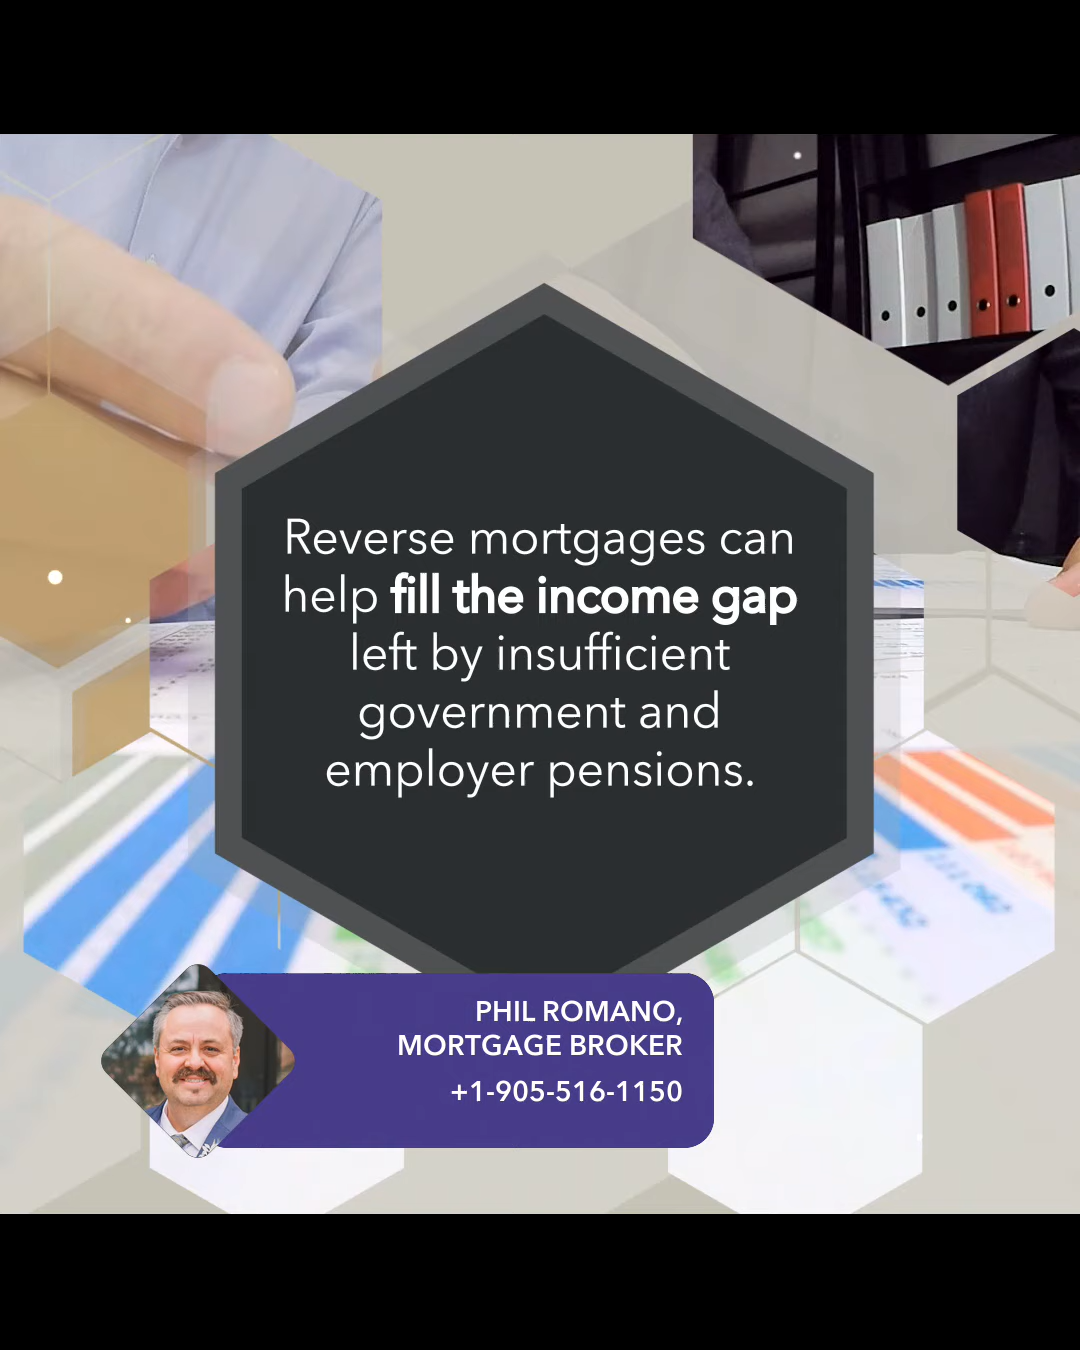 Reverse mortgages can
help fill the income gap
left by insufficient
government and
employer pensions.
PHIL ROMANO,
MORTGAGE BROKER
+1-905-516-1150